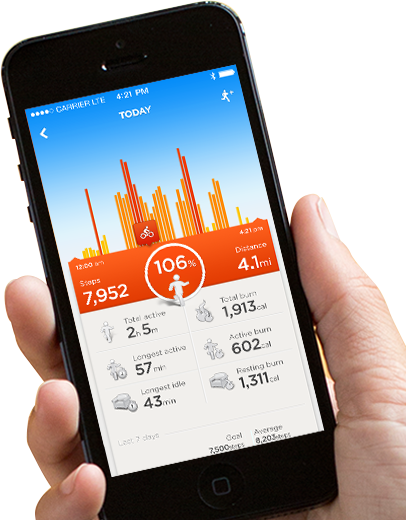 CARRIER LTE 4:21 PM
TODAY
12:00 am 4:21 pm
Steps
7,952
106%
Distance
4.1mi
Total active
2h 5m
Total burn
1,913cal
Longest active
57min
Active burn
602cal
Longest idle
43min
Resting burn
1,311cal
Last 7 days
Goal
7,500steps
Average
8,203steps